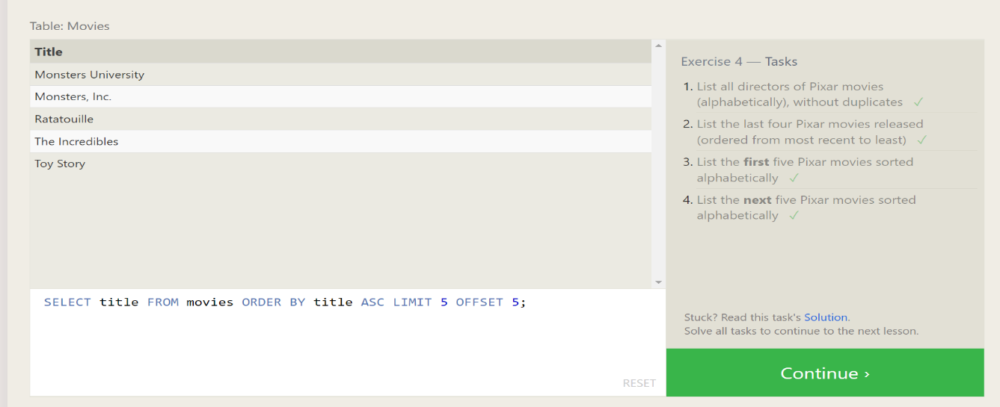 Table: Movies
Title
Monsters University
Monsters, Inc.
Ratatouille
The Incredibles
Toy Story
SELECT title FROM movies ORDER BY title ASC LIMIT 5 OFFSET 5;
RESET
Exercise 4 — Tasks
1. List all directors of Pixar movies
(alphabetically), without duplicates ✓
2. List the last four Pixar movies released
(ordered from most recent to least) ✓
3. List the first five Pixar movies sorted
alphabetically ✓
4. List the next five Pixar movies sorted
alphabetically ✓
Stuck? Read this task's Solution.
Solve all tasks to continue to the next lesson.
Continue ›